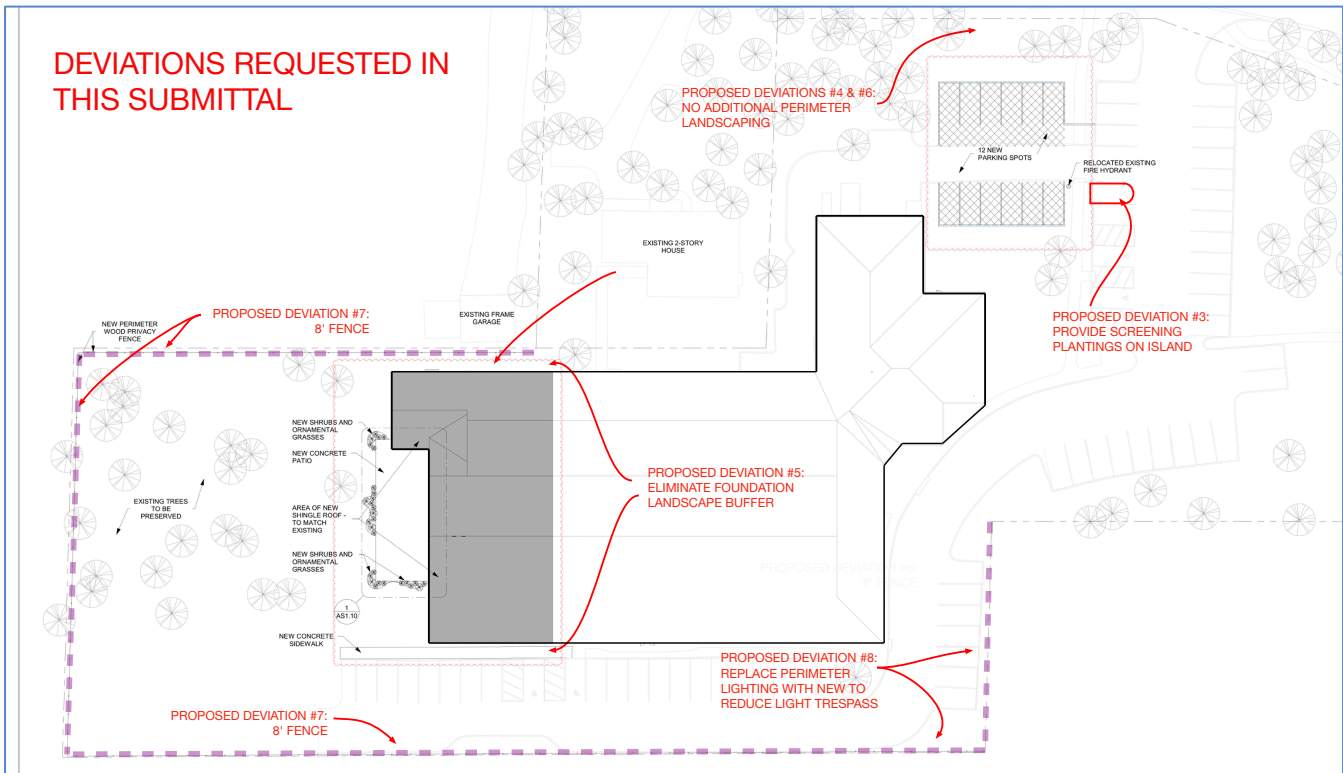 DEVIATIONS REQUESTED IN
THIS SUBMITTAL
PROPOSED DEVIATIONS #4 & #6:
NO ADDITIONAL PERIMETER
LANDSCAPING
12 NEW
PARKING SPOTS
RELOCATED EXISTING
FIRE HYDRANT
EXISTING 2-STORY
HOUSE
PROPOSED DEVIATION #3:
PROVIDE SCREENING
PLANTINGS ON ISLAND
NEW PERIMETER
WOOD PRIVACY
FENCE
PROPOSED DEVIATION #7:
8' FENCE
EXISTING FRAME
GARAGE
NEW SHRUBS AND
ORNAMENTAL
GRASSES
NEW CONCRETE
PATIO
EXISTING TREES
TO BE
PRESERVED
AREA OF NEW
SHINGLE ROOF -
TO MATCH
EXISTING
NEW SHRUBS AND
ORNAMENTAL
GRASSES
1
AS1.10
PROPOSED DEVIATION #5:
ELIMINATE FOUNDATION
LANDSCAPE BUFFER
8' FENCE
NEW CONCRETE
SIDEWALK
PROPOSED DEVIATION #8:
REPLACE PERIMETER
LIGHTING WITH NEW TO
REDUCE LIGHT TRESPASS
PROPOSED DEVIATION #7:
8' FENCE